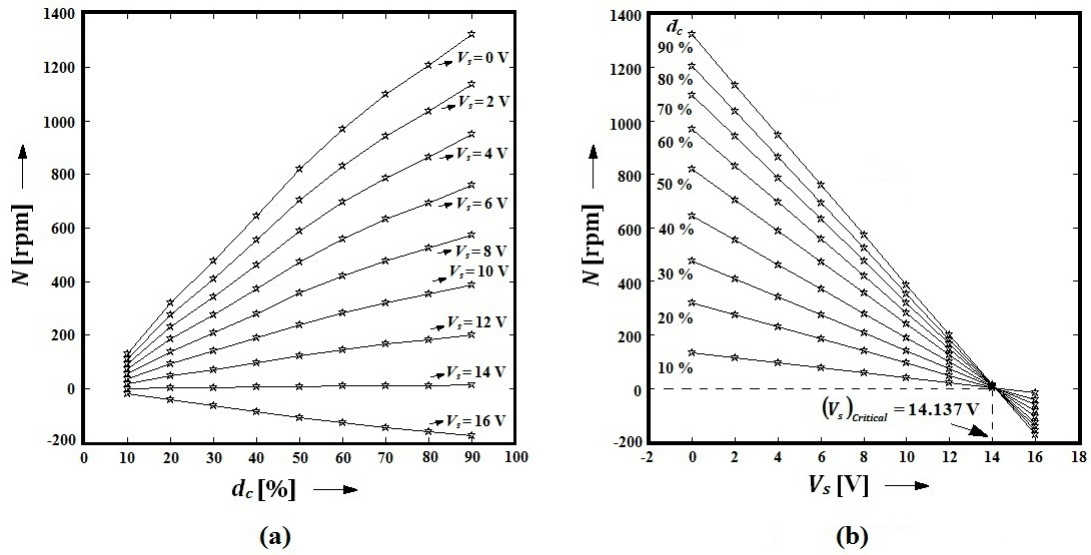 1400
1200
1000
800
600
400
200
0
-200
N [rpm]
Vs = 0 V
Vs = 2 V
Vs = 4 V
Vs = 6 V
Vs = 8 V
Vs = 10 V
Vs = 12 V
Vs = 14 V
Vs = 16 V
0 10 20 30 40 50 60 70 80 90 100
dc [%]
(a)
1400
1200
1000
800
600
400
200
0
-200
N [rpm]
dc
90 %
80 %
70 %
60 %
50 %
40 %
30 %
20 %
10 %
(Vs)Critical = 14.137 V
-2 0 2 4 6 8 10 12 14 16 18
Vs [V]
(b)